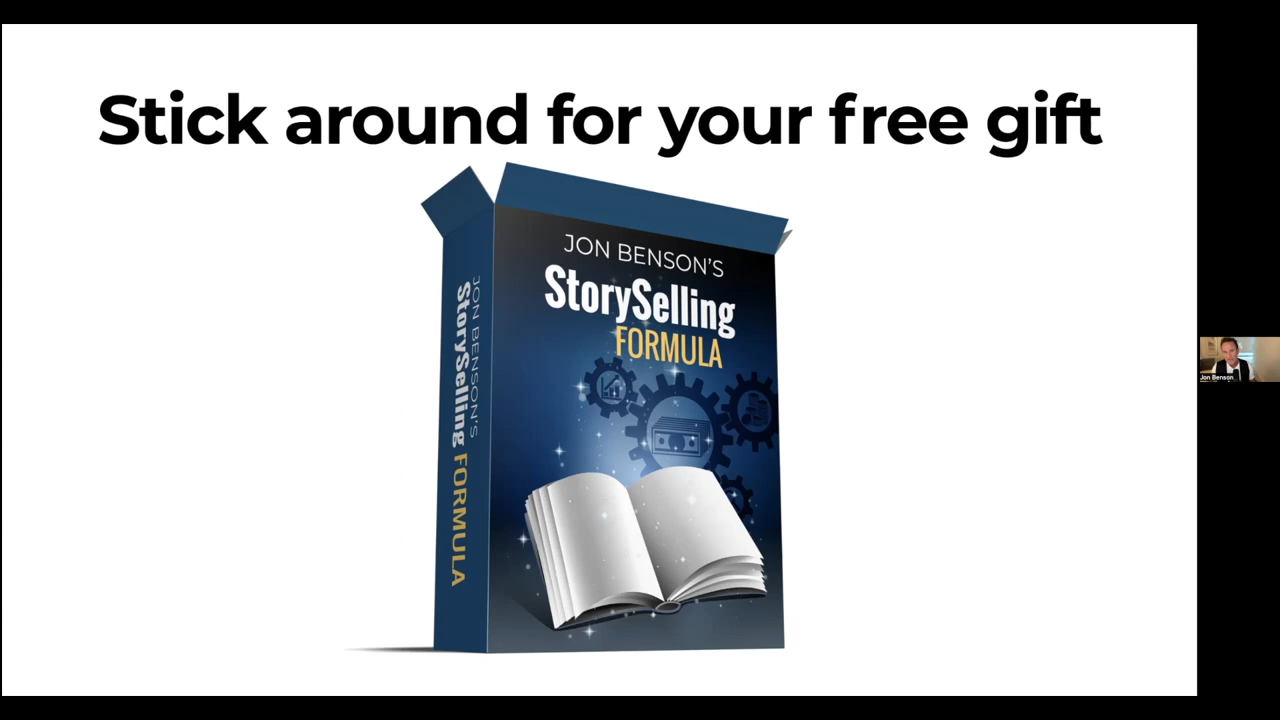 Stick around for your free gift
JON BENSON'S
StorySelling
FORMULA
JON BENSON'S
StorySelling FORMULA
Jon Benson